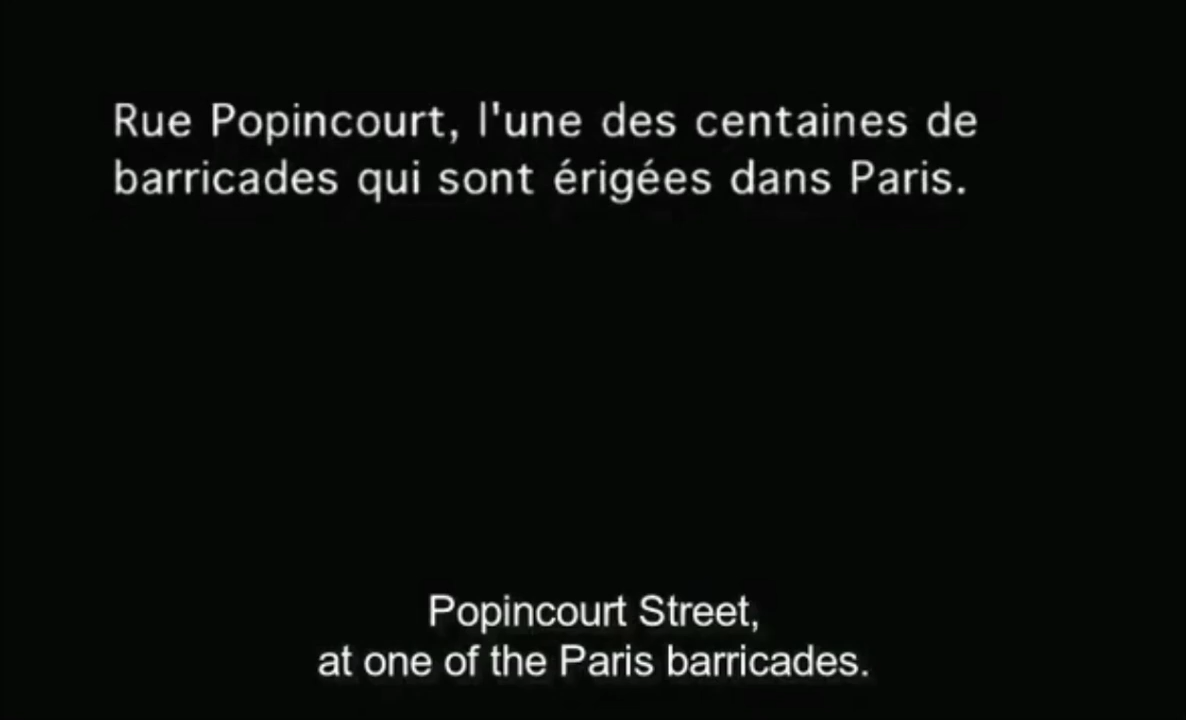 Rue Popincourt, l'une des centaines de
barricades qui sont érigées dans Paris.
Popincourt Street,
at one of the Paris barricades.